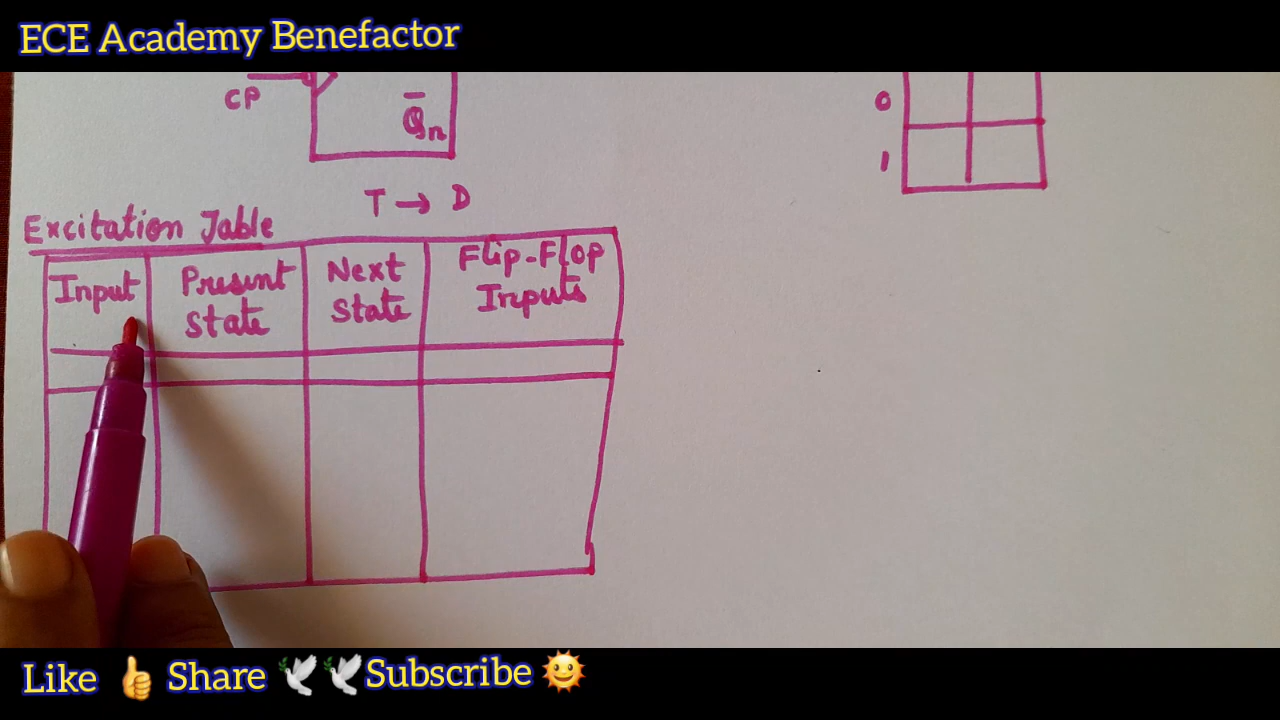 ECE Academy Benefactor
CP
Q̅n
0
1
T → D
Excitation Table
Input
Present
State
Next
State
Flip-Flop
Inputs
Like 👍 Share 🕊️🕊️ Subscribe 🌞